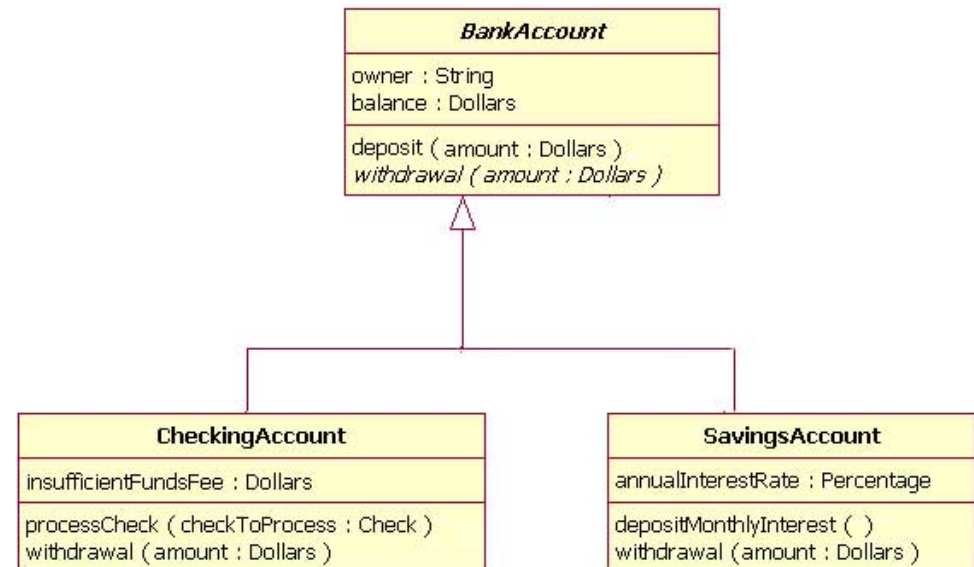 BankAccount
owner : String
balance : Dollars
deposit ( amount : Dollars )
withdrawal ( amount : Dollars )
CheckingAccount
insufficientFundsFee : Dollars
processCheck ( checkToProcess : Check )
withdrawal ( amount : Dollars )
SavingsAccount
annualInterestRate : Percentage
depositMonthlyInterest ( )
withdrawal ( amount : Dollars )